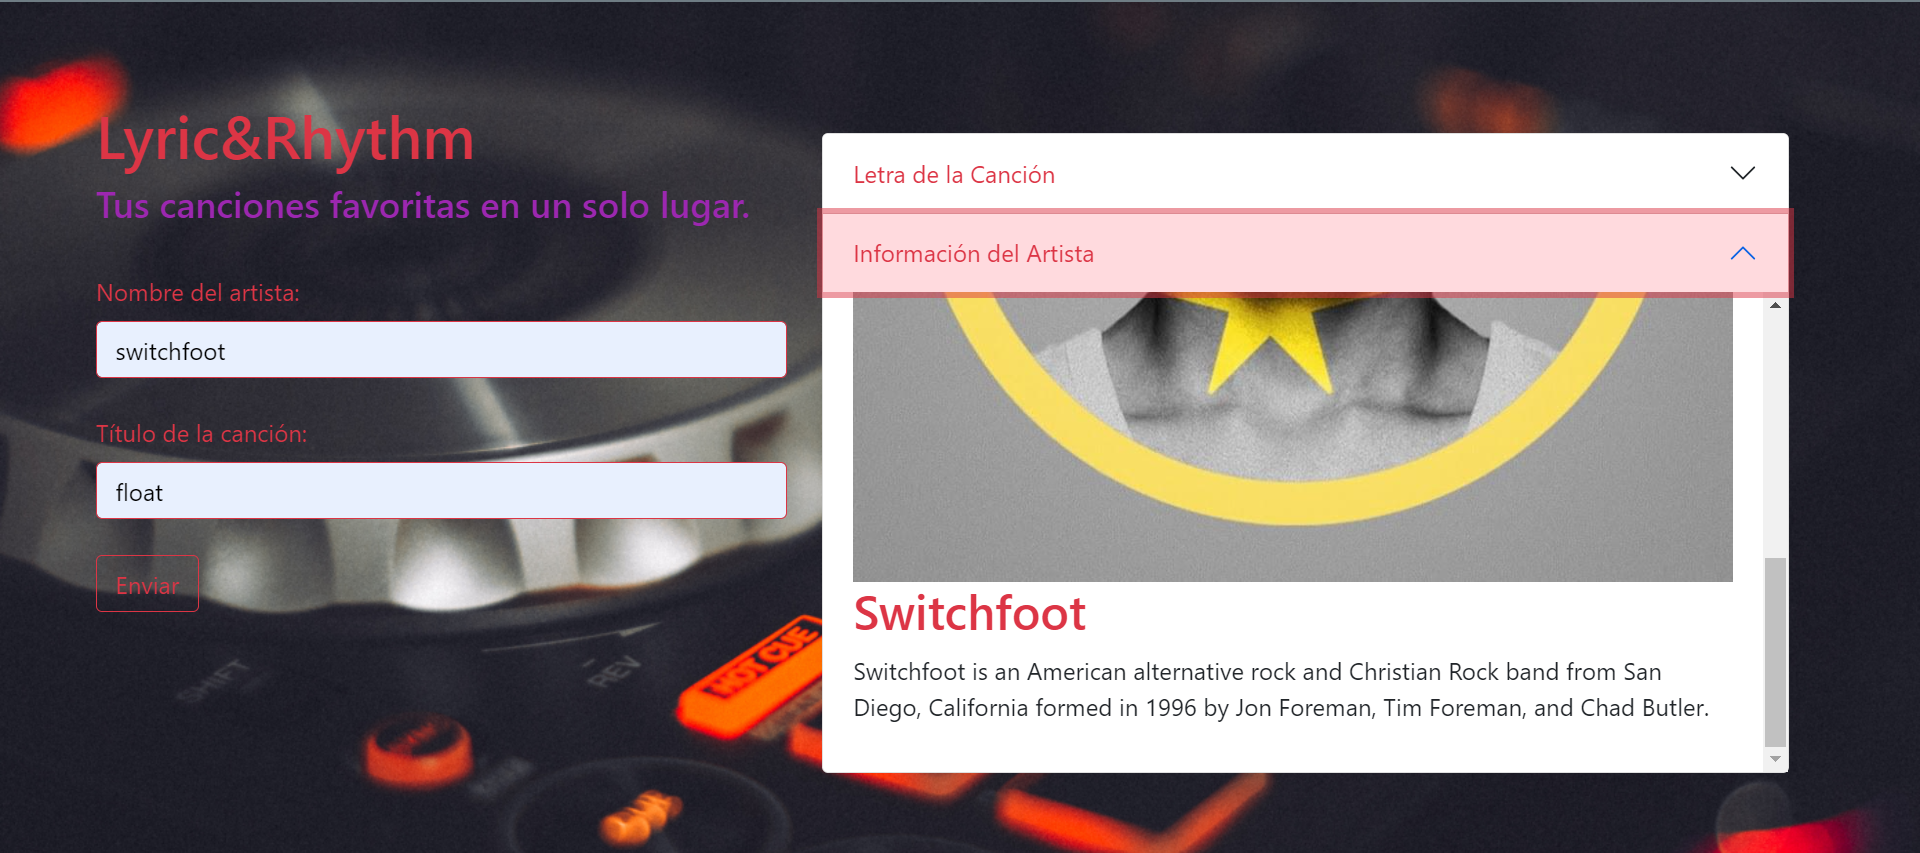 Lyric&Rhythm
Tus canciones favoritas en un solo lugar.
Nombre del artista:
switchfoot
Título de la canción:
float
Enviar
Letra de la Canción
Información del Artista
Switchfoot
Switchfoot is an American alternative rock and Christian Rock band from San
Diego, California formed in 1996 by Jon Foreman, Tim Foreman, and Chad Butler.
HOT CUE
SHIFT
REV